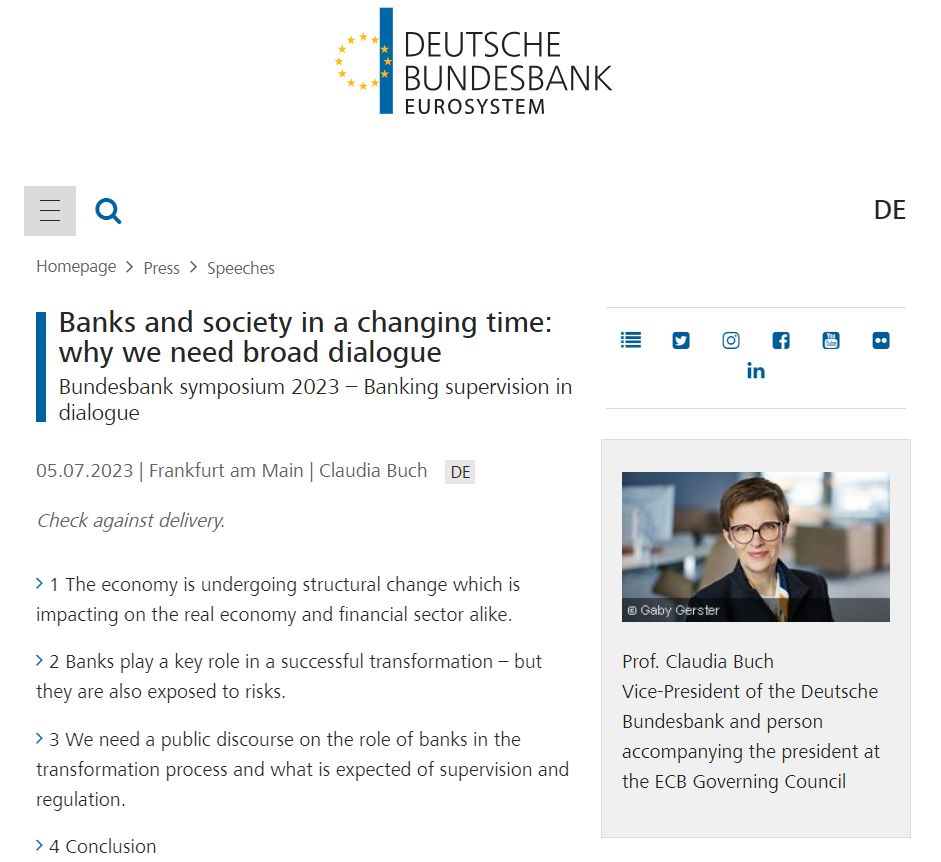 DEUTSCHE
BUNDESBANK
EUROSYSTEM
DE
Homepage > Press > Speeches
Banks and society in a changing time:
why we need broad dialogue
Bundesbank symposium 2023 – Banking supervision in
dialogue
05.07.2023 | Frankfurt am Main | Claudia Buch DE
Check against delivery.
1 The economy is undergoing structural change which is
impacting on the real economy and financial sector alike.
2 Banks play a key role in a successful transformation – but
they are also exposed to risks.
3 We need a public discourse on the role of banks in the
transformation process and what is expected of supervision and
regulation.
4 Conclusion
You Tube
in
© Gaby Gerster
Prof. Claudia Buch
Vice-President of the Deutsche
Bundesbank and person
accompanying the president at
the ECB Governing Council